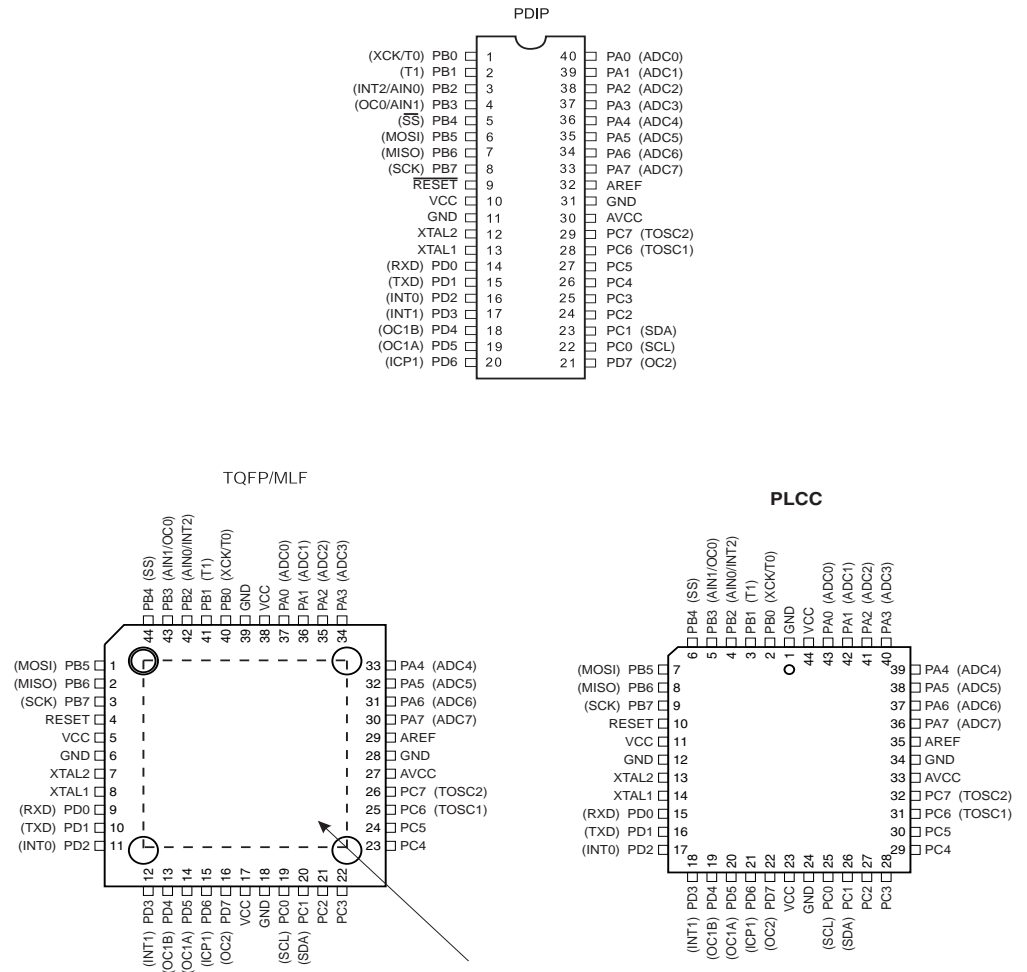 PDIP
(XCK/T0) PB0 1 40 PA0 (ADC0)
(T1) PB1 2 39 PA1 (ADC1)
(INT2/AIN0) PB2 3 38 PA2 (ADC2)
(OC0/AIN1) PB3 4 37 PA3 (ADC3)
(SS) PB4 5 36 PA4 (ADC4)
(MOSI) PB5 6 35 PA5 (ADC5)
(MISO) PB6 7 34 PA6 (ADC6)
(SCK) PB7 8 33 PA7 (ADC7)
RESET 9 32 AREF
VCC 10 31 GND
GND 11 30 AVCC
XTAL2 12 29 PC7 (TOSC2)
XTAL1 13 28 PC6 (TOSC1)
(RXD) PD0 14 27 PC5
(TXD) PD1 15 26 PC4
(INT0) PD2 16 25 PC3
(INT1) PD3 17 24 PC2
(OC1B) PD4 18 23 PC1 (SDA)
(OC1A) PD5 19 22 PC0 (SCL)
(ICP1) PD6 20 21 PD7 (OC2)
TQFP/MLF
PB4 (SS)
PB3 (AIN1/OC0)
PB2 (AIN0/INT2)
PB1 (T1)
PB0 (XCK/T0)
GND
VCC
PA0 (ADC0)
PA1 (ADC1)
PA2 (ADC2)
PA3 (ADC3)
44 43 42 41 40 39 38 37 36 35 34
(MOSI) PB5 1 33 PA4 (ADC4)
(MISO) PB6 2 32 PA5 (ADC5)
(SCK) PB7 3 31 PA6 (ADC6)
RESET 4 30 PA7 (ADC7)
VCC 5 29 AREF
GND 6 28 GND
XTAL2 7 27 AVCC
XTAL1 8 26 PC7 (TOSC2)
(RXD) PD0 9 25 PC6 (TOSC1)
(TXD) PD1 10 24 PC5
(INT0) PD2 11 23 PC4
12 13 14 15 16 17 18 19 20 21 22
(INT1) PD3
(OC1B) PD4
(OC1A) PD5
(ICP1) PD6
(OC2) PD7
VCC
GND
(SCL) PC0
(SDA) PC1
PC2
PC3
PLCC
PB4 (SS)
PB3 (AIN1/OC0)
PB2 (AIN0/INT2)
PB1 (T1)
PB0 (XCK/T0)
GND
VCC
PA0 (ADC0)
PA1 (ADC1)
PA2 (ADC2)
PA3 (ADC3)
6 5 4 3 2 1 44 43 42 41 40
(MOSI) PB5 7 39 PA4 (ADC4)
(MISO) PB6 8 38 PA5 (ADC5)
(SCK) PB7 9 37 PA6 (ADC6)
RESET 10 36 PA7 (ADC7)
VCC 11 35 AREF
GND 12 34 GND
XTAL2 13 33 AVCC
XTAL1 14 32 PC7 (TOSC2)
(RXD) PD0 15 31 PC6 (TOSC1)
(TXD) PD1 16 30 PC5
(INT0) PD2 17 29 PC4
18 19 20 21 22 23 24 25 26 27 28
(INT1) PD3
(OC1B) PD4
(OC1A) PD5
(ICP1) PD6
(OC2) PD7
VCC
GND
(SCL) PC0
(SDA) PC1
PC2
PC3